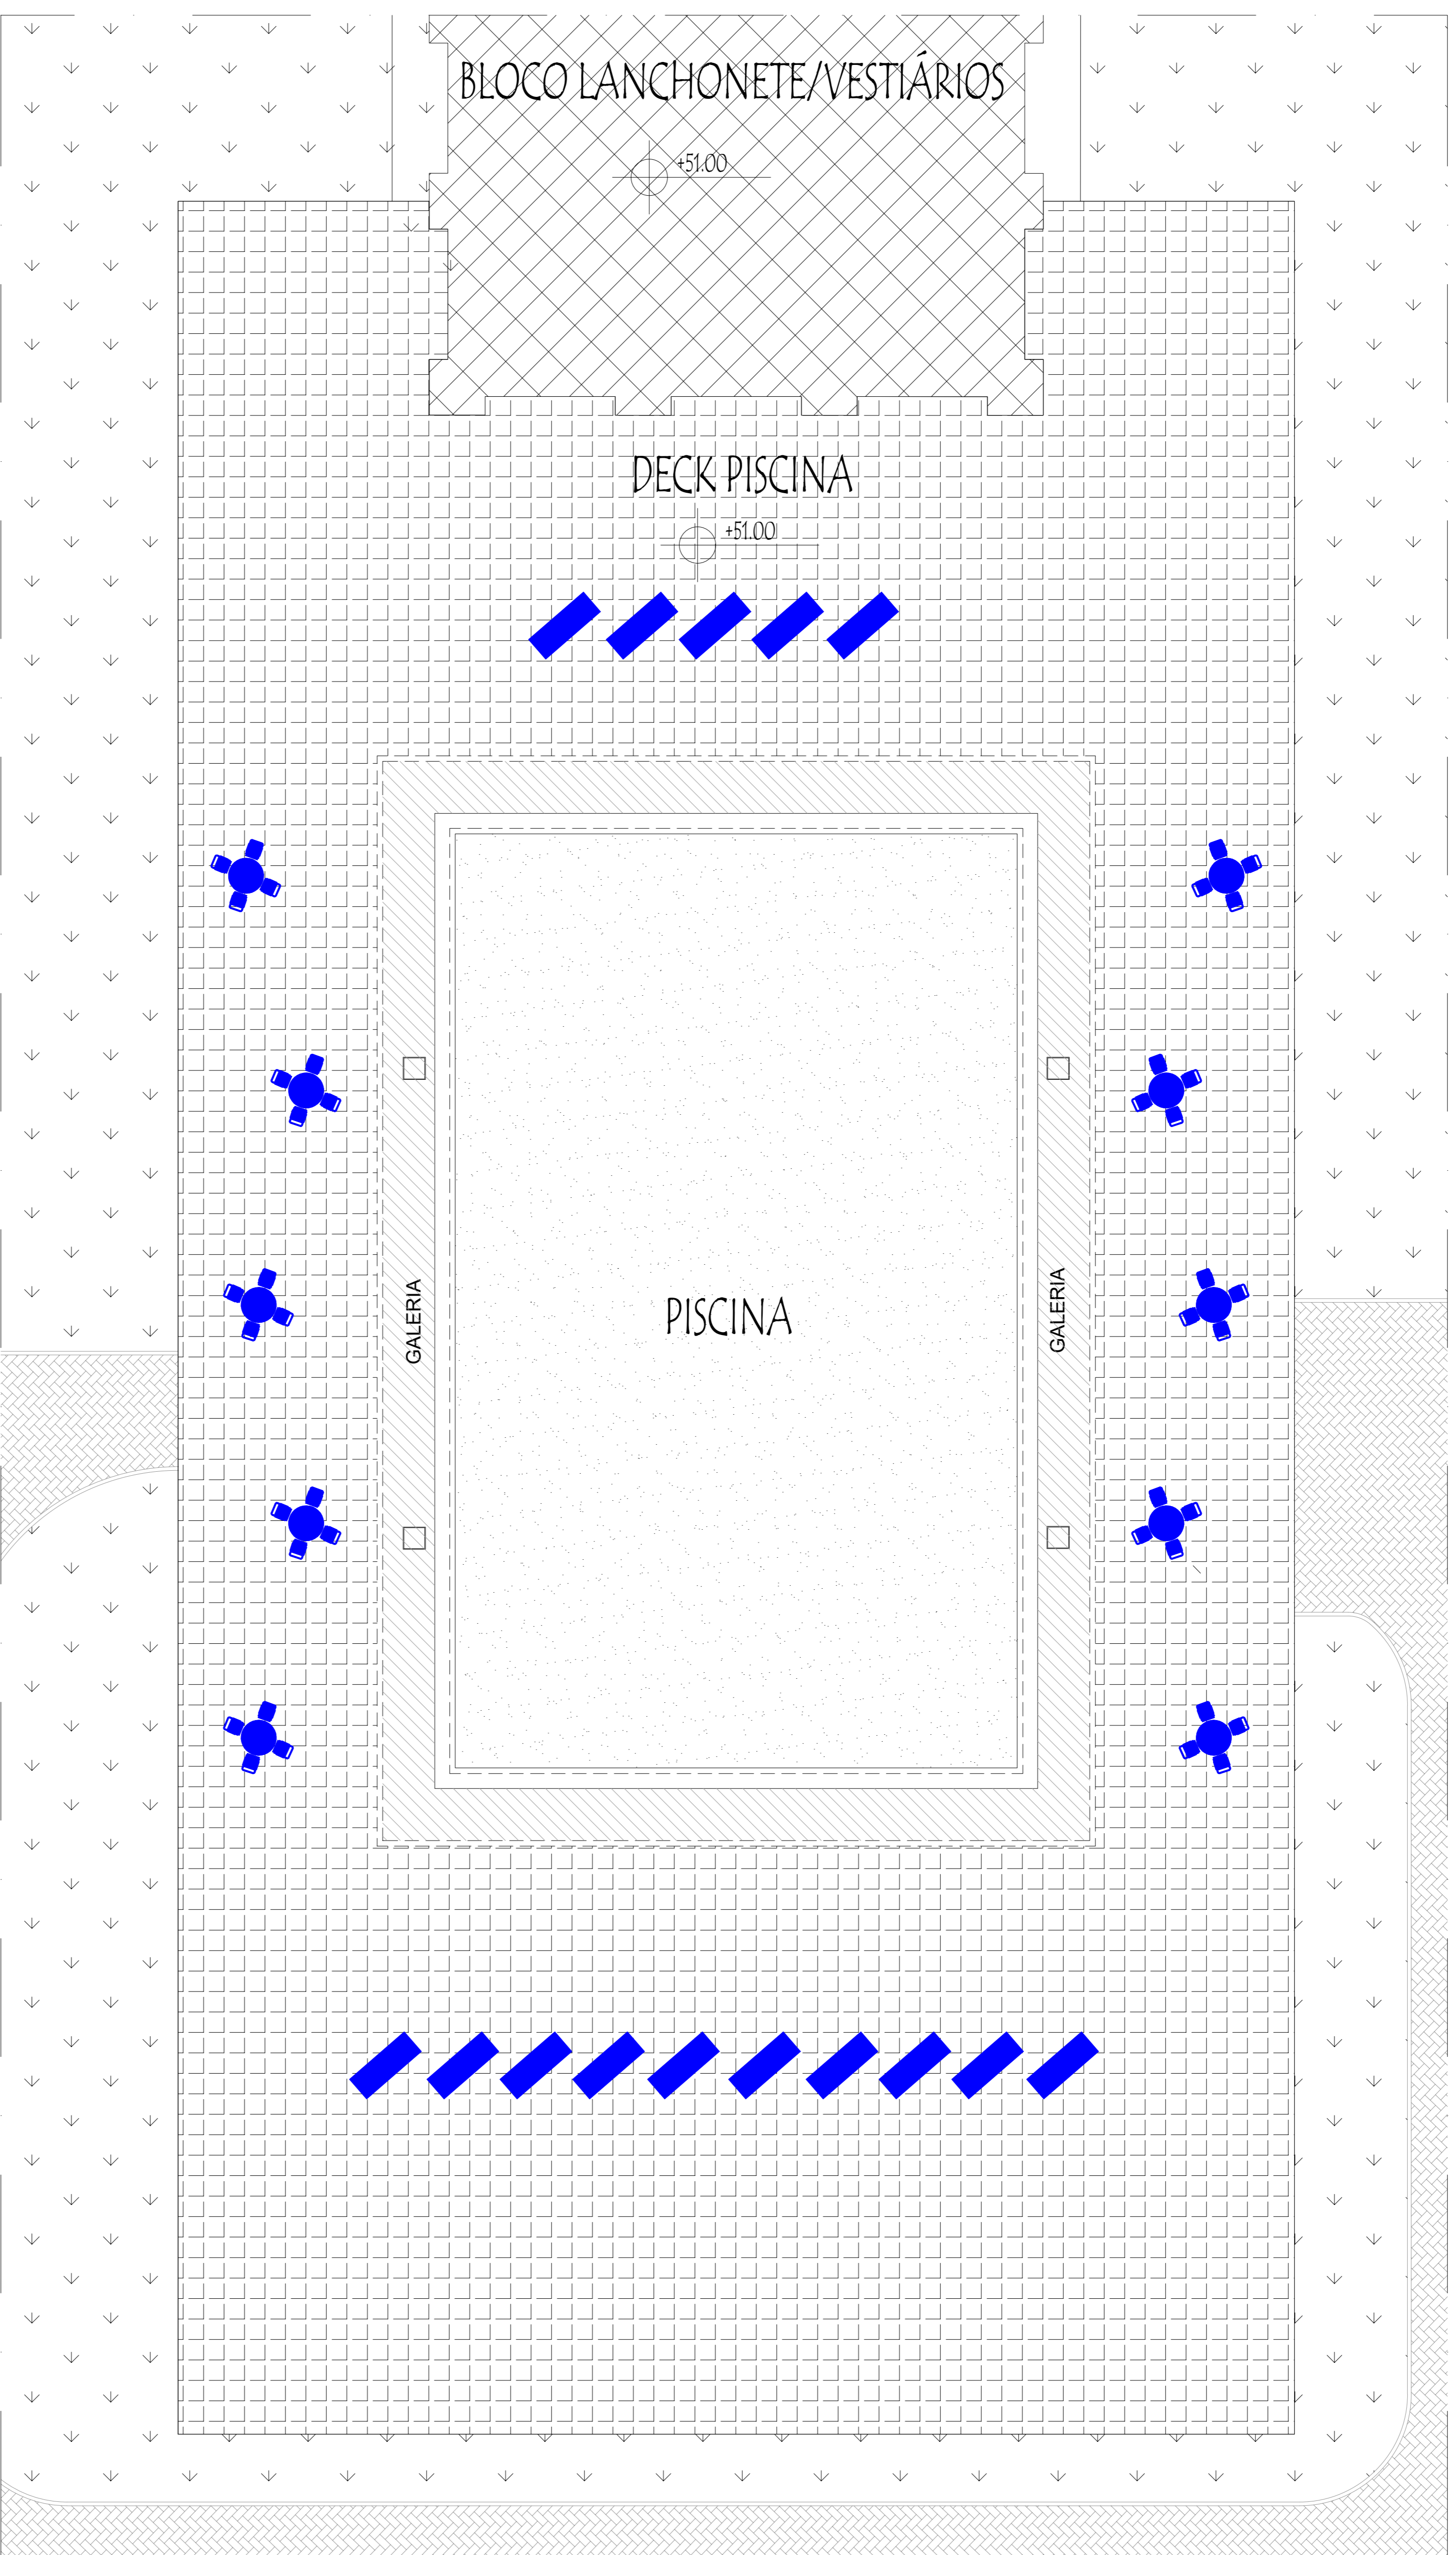 BLOCO LANCHONETE/VESTIÁRIOS
+51.00
DECK PISCINA
+51.00
GALERIA
PISCINA
GALERIA